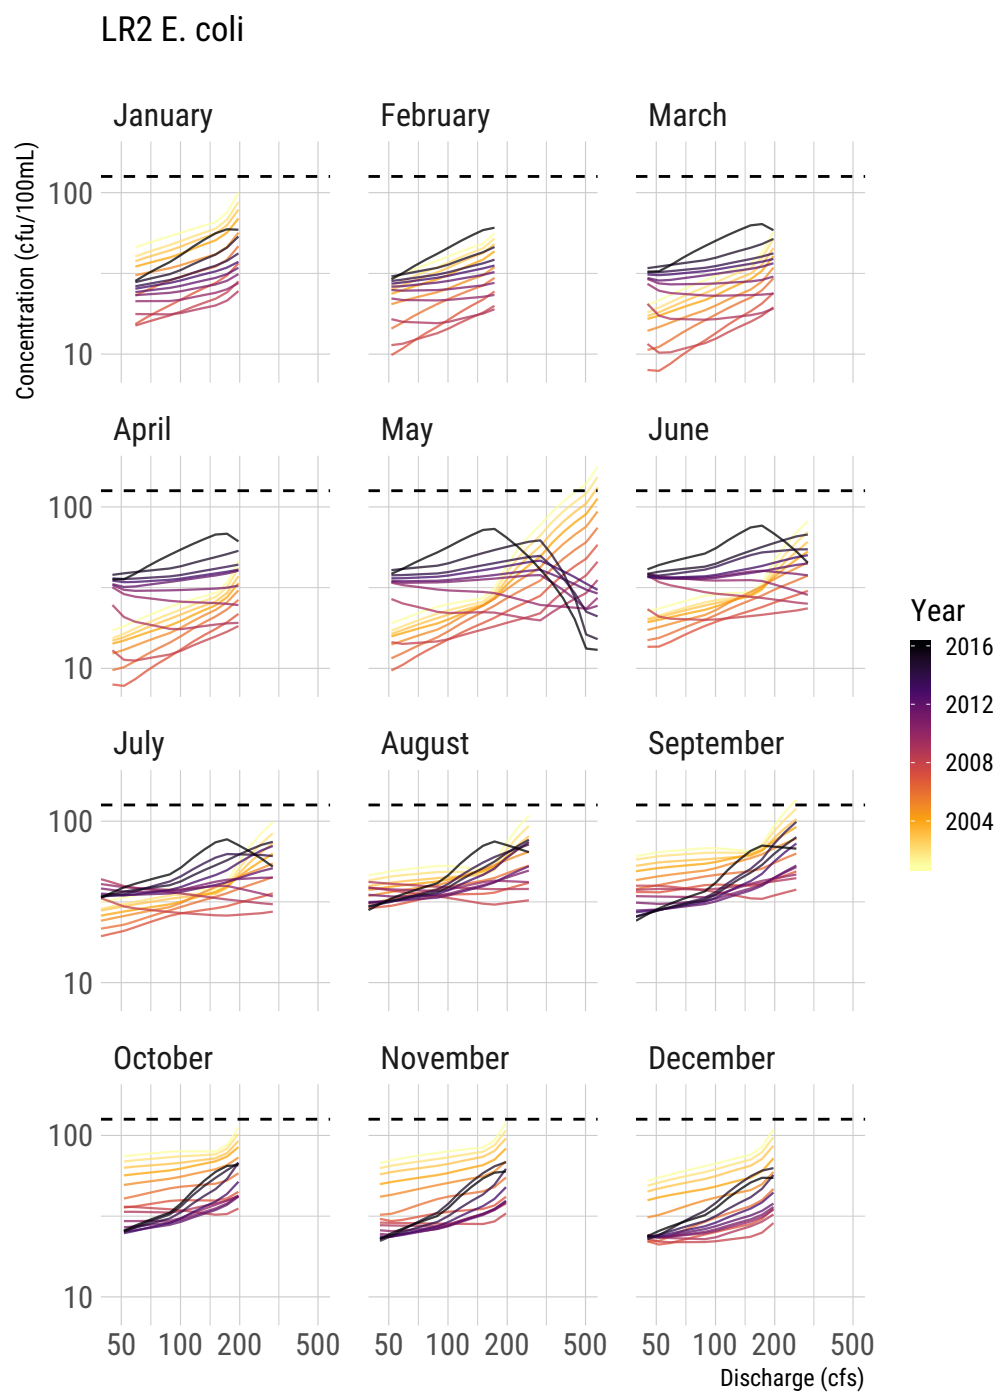 LR2 E. coli
January
February
March
Concentration (cfu/100mL)
100
10
April
May
June
100
10
Year
2016
2012
2008
2004
July
August
September
100
10
October
November
December
100
10
50 100 200 500 50 100 200 500 50 100 200 500
Discharge (cfs)